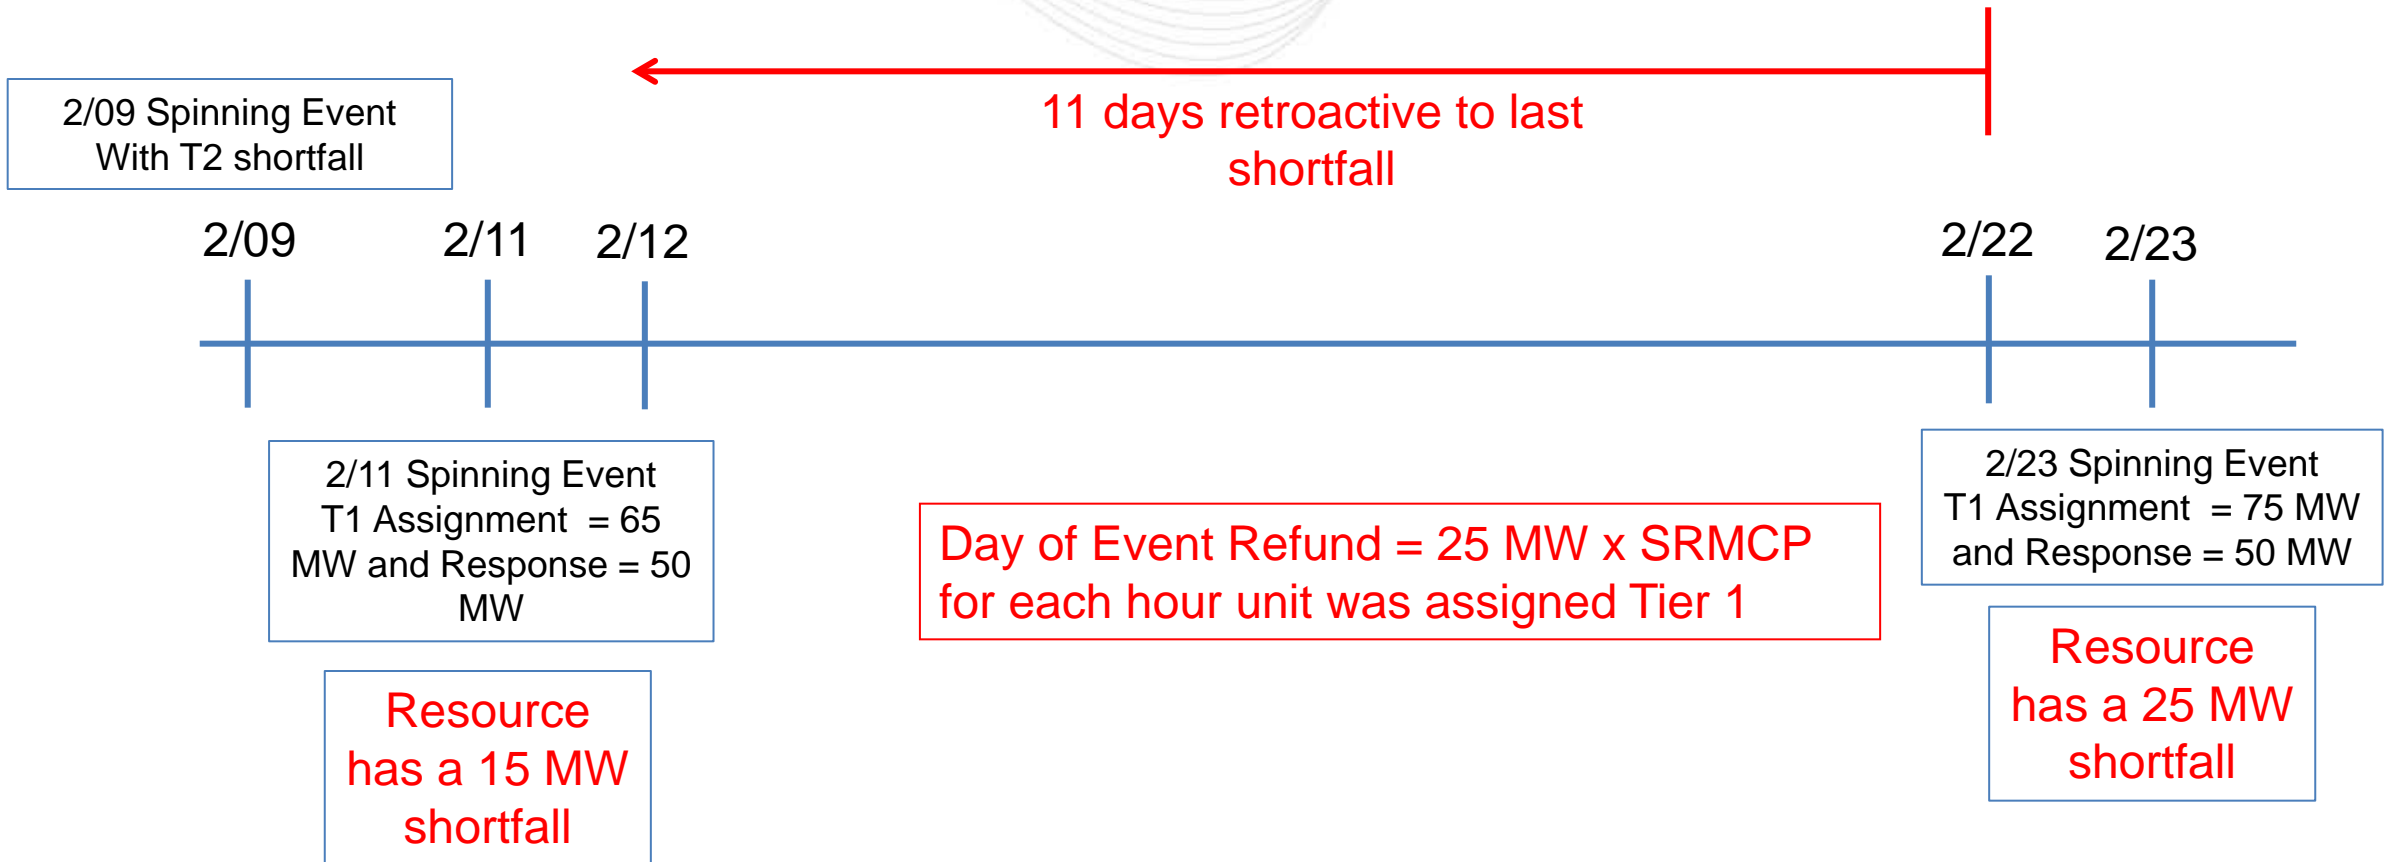 2/09 Spinning Event
With T2 shortfall
11 days retroactive to last
shortfall
2/09
2/11
2/12
2/22
2/23
2/11 Spinning Event
T1 Assignment = 65
MW and Response = 50
MW
Resource
has a 15 MW
shortfall
Day of Event Refund = 25 MW x SRMCP
for each hour unit was assigned Tier 1
2/23 Spinning Event
T1 Assignment = 75 MW
and Response = 50 MW
Resource
has a 25 MW
shortfall